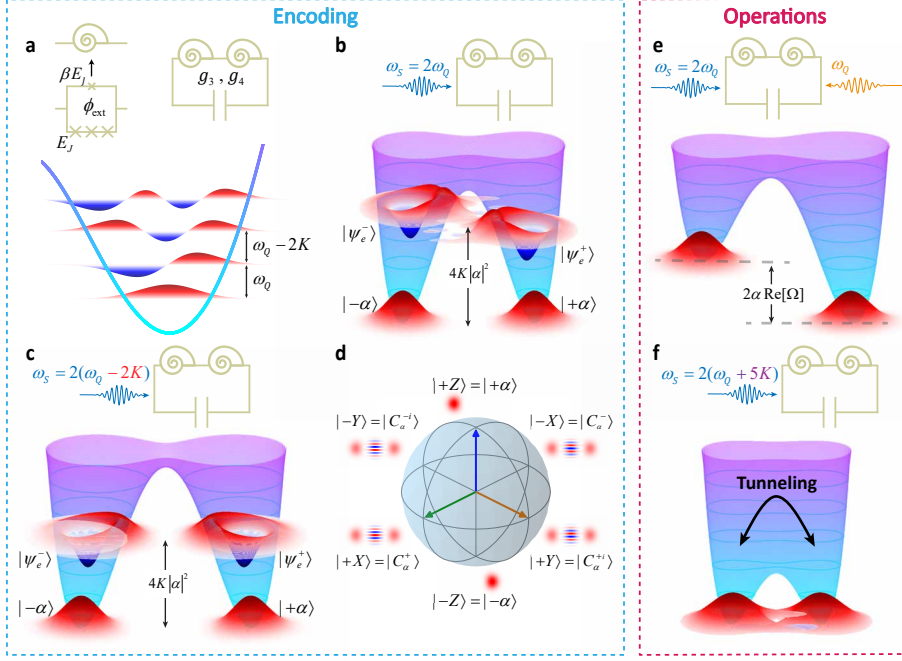 Encoding
Operations
a
βE_J
ϕ_ext
E_J
g_3 , g_4
ω_Q − 2K
ω_Q
b
ω_S = 2ω_Q
|ψ_e^-⟩
|ψ_e^+⟩
4K|α|^2
|−α⟩
|+α⟩
c
ω_S = 2(ω_Q − 2K)
|ψ_e^-⟩
|ψ_e^+⟩
4K|α|^2
|−α⟩
|+α⟩
d
|+Z⟩ = |+α⟩
|−Y⟩ = |C_α^{-i}⟩
|−X⟩ = |C_α^-⟩
|+X⟩ = |C_α^+⟩
|+Y⟩ = |C_α^{+i}⟩
|−Z⟩ = |−α⟩
e
ω_S = 2ω_Q
ω_Q
2α Re[Ω]
f
ω_S = 2(ω_Q + 5K)
Tunneling